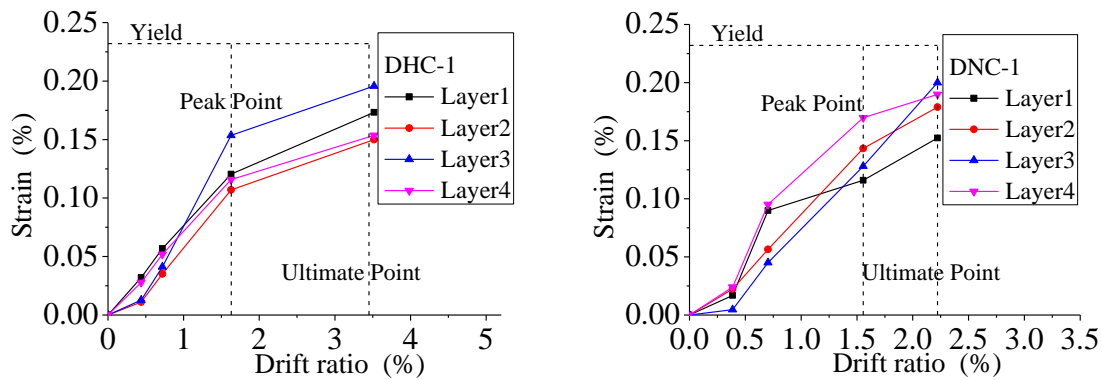 0.25
0.20
0.15
0.10
0.05
0.00
Strain (%)
Yield
Peak Point
Ultimate Point
DHC-1
Layer1
Layer2
Layer3
Layer4
0 1 2 3 4 5
Drift ratio (%)
0.25
0.20
0.15
0.10
0.05
0.00
Strain (%)
Yield
Peak Point
Ultimate Point
DNC-1
Layer1
Layer2
Layer3
Layer4
0.0 0.5 1.0 1.5 2.0 2.5 3.0 3.5
Drift ratio (%)